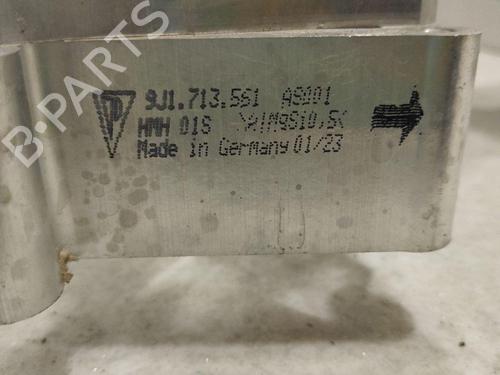 B-PARTS
9J1.713.561 AS001
HMH 01S >AlMgSi0,5<
Made in Germany 01/23